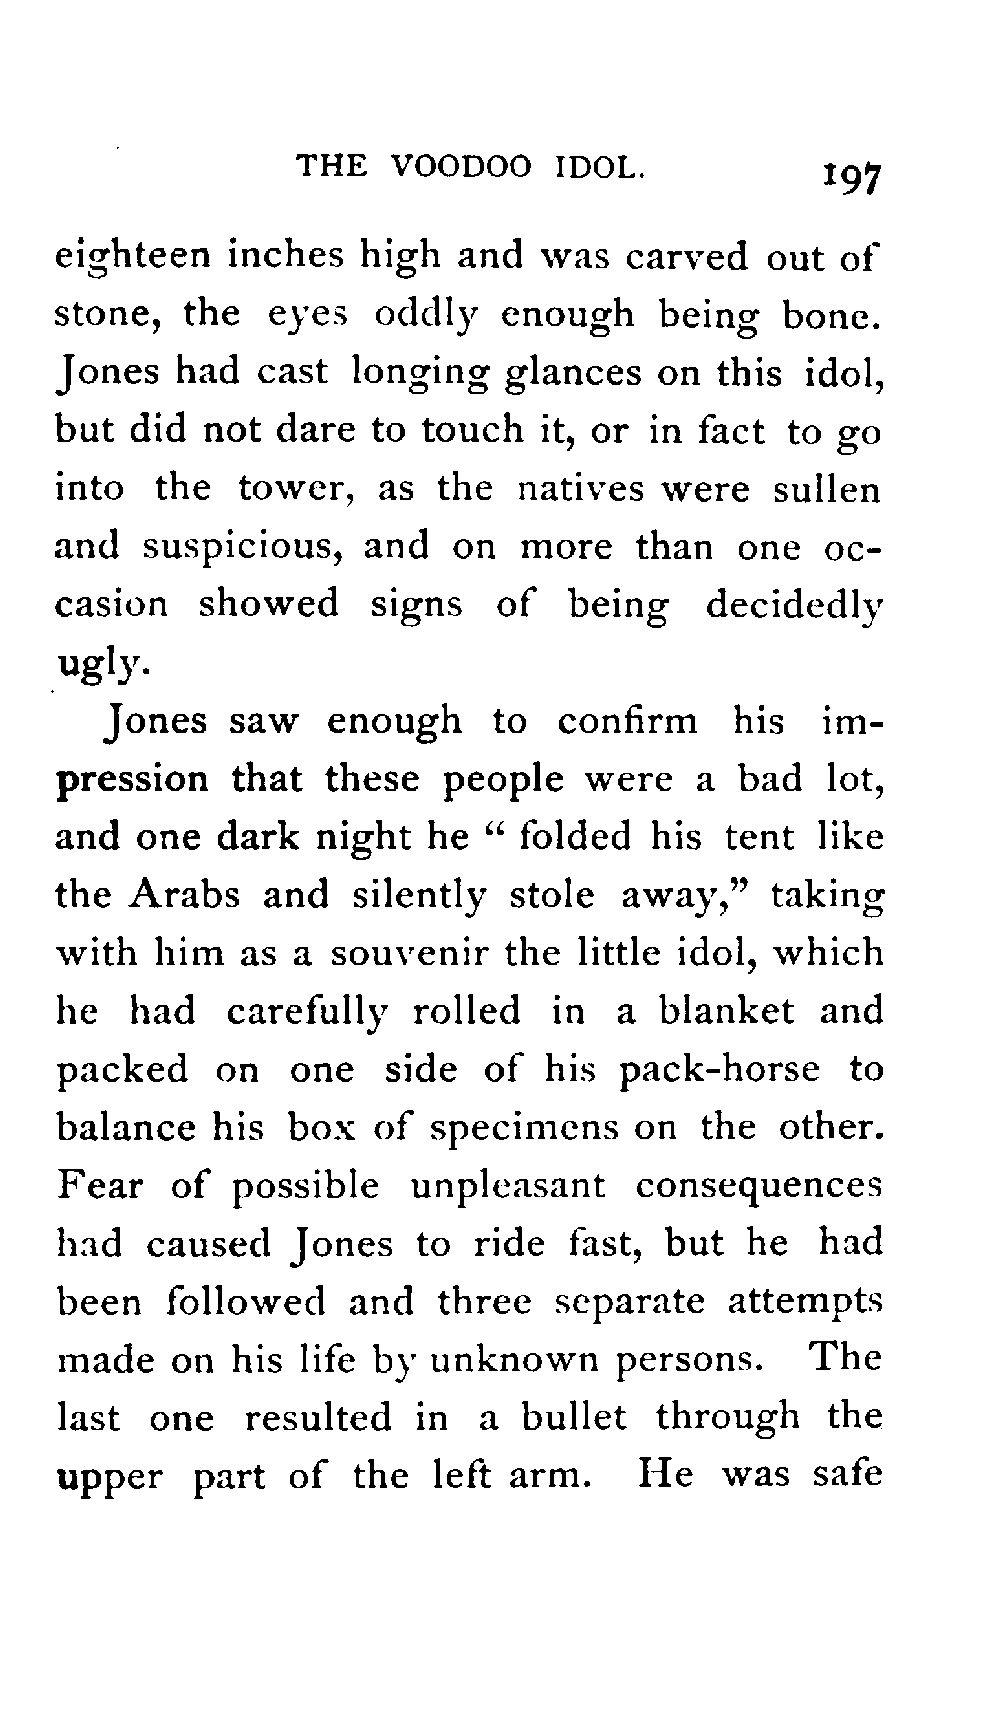 THE VOODOO IDOL. 197
eighteen inches high and was carved out of
stone, the eyes oddly enough being bone.
Jones had cast longing glances on this idol,
but did not dare to touch it, or in fact to go
into the tower, as the natives were sullen
and suspicious, and on more than one oc-
casion showed signs of being decidedly
ugly.
Jones saw enough to confirm his im-
pression that these people were a bad lot,
and one dark night he “ folded his tent like
the Arabs and silently stole away,” taking
with him as a souvenir the little idol, which
he had carefully rolled in a blanket and
packed on one side of his pack-horse to
balance his box of specimens on the other.
Fear of possible unpleasant consequences
had caused Jones to ride fast, but he had
been followed and three separate attempts
made on his life by unknown persons. The
last one resulted in a bullet through the
upper part of the left arm. He was safe